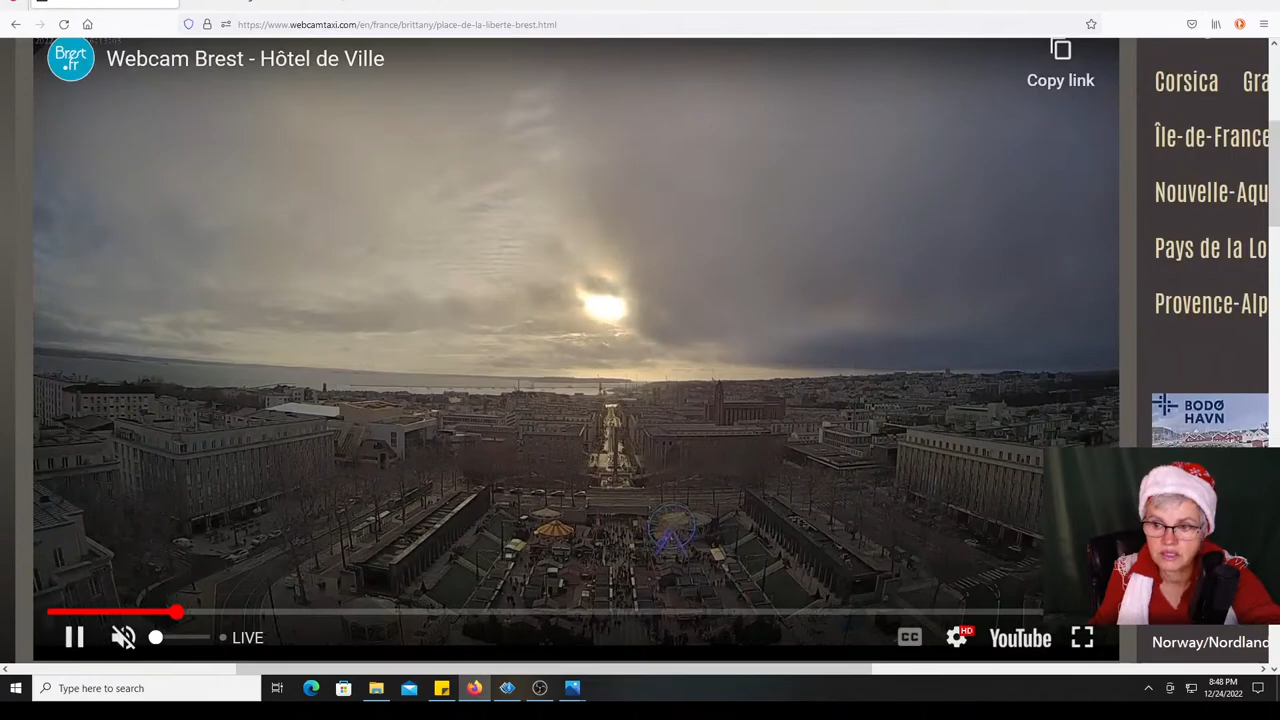 https://www.webcamtaxi.com/en/france/brittany/place-de-la-liberte-brest.html
Brest
.fr
Webcam Brest - Hôtel de Ville
Copy link
Corsica Gra
Île-de-France
Nouvelle-Aqu
Pays de la Lo
Provence-Alp
BODØ
HAVN
LIVE
CC
HD
YouTube
Norway/Nordland
Type here to search
8:48 PM
12/24/2022